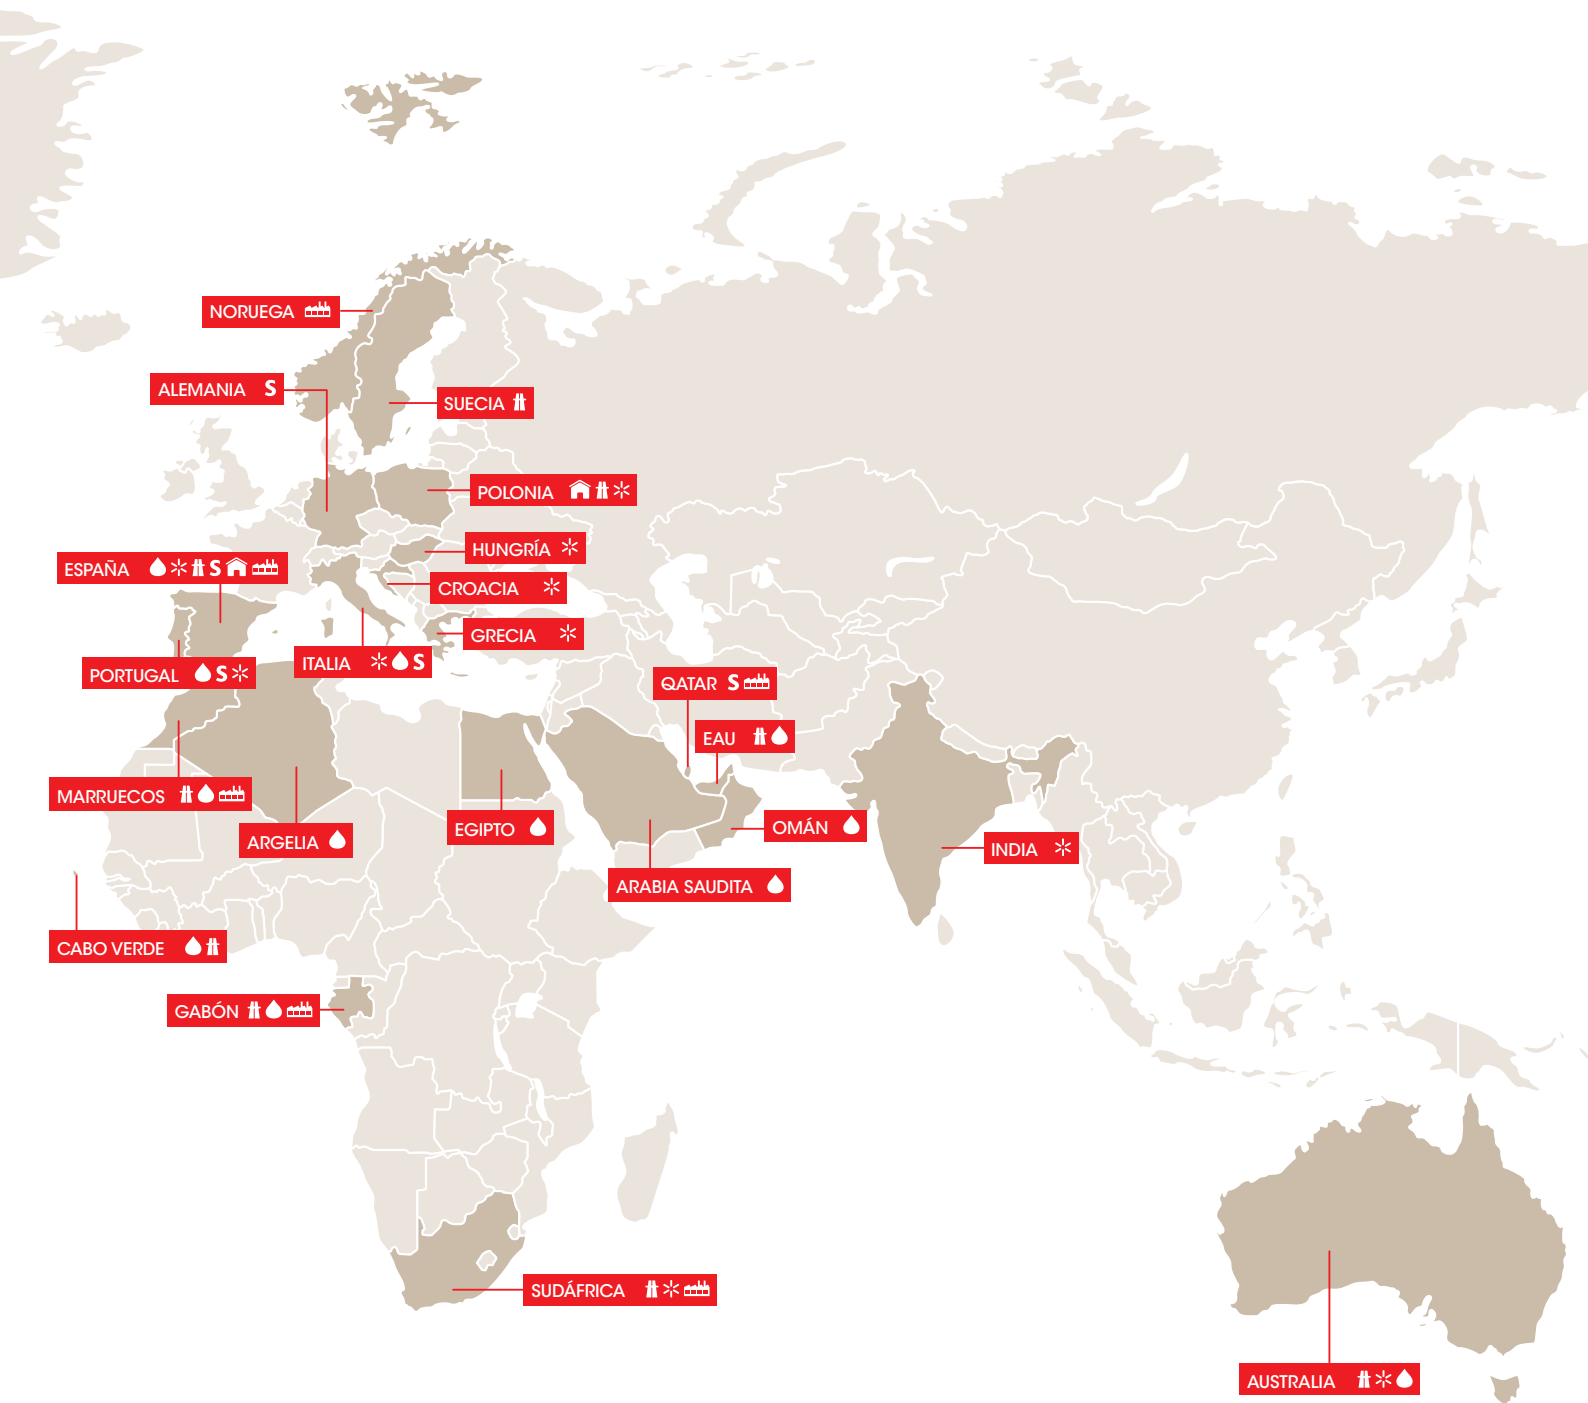 NORUEGA
ALEMANIA S
SUECIA
POLONIA
HUNGRÍA
ESPAÑA S
CROACIA
GRECIA
ITALIA S
PORTUGAL S
QATAR S
EAU
MARRUECOS
ARGELIA
EGIPTO
OMÁN
INDIA
ARABIA SAUDITA
CABO VERDE
GABÓN
SUDÁFRICA
AUSTRALIA